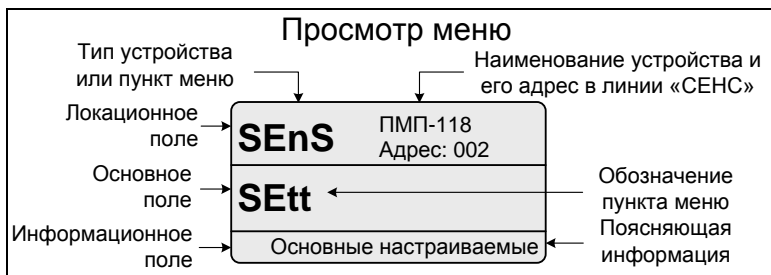 Просмотр меню
Тип устройства
или пункт меню
Наименование устройства и
его адрес в линии «СЕНС»
Локационное
поле
SEnS
ПМП-118
Адрес: 002
Основное
поле
SEtt
Обозначение
пункта меню
Информационное
поле
Основные настраиваемые
Поясняющая
информация